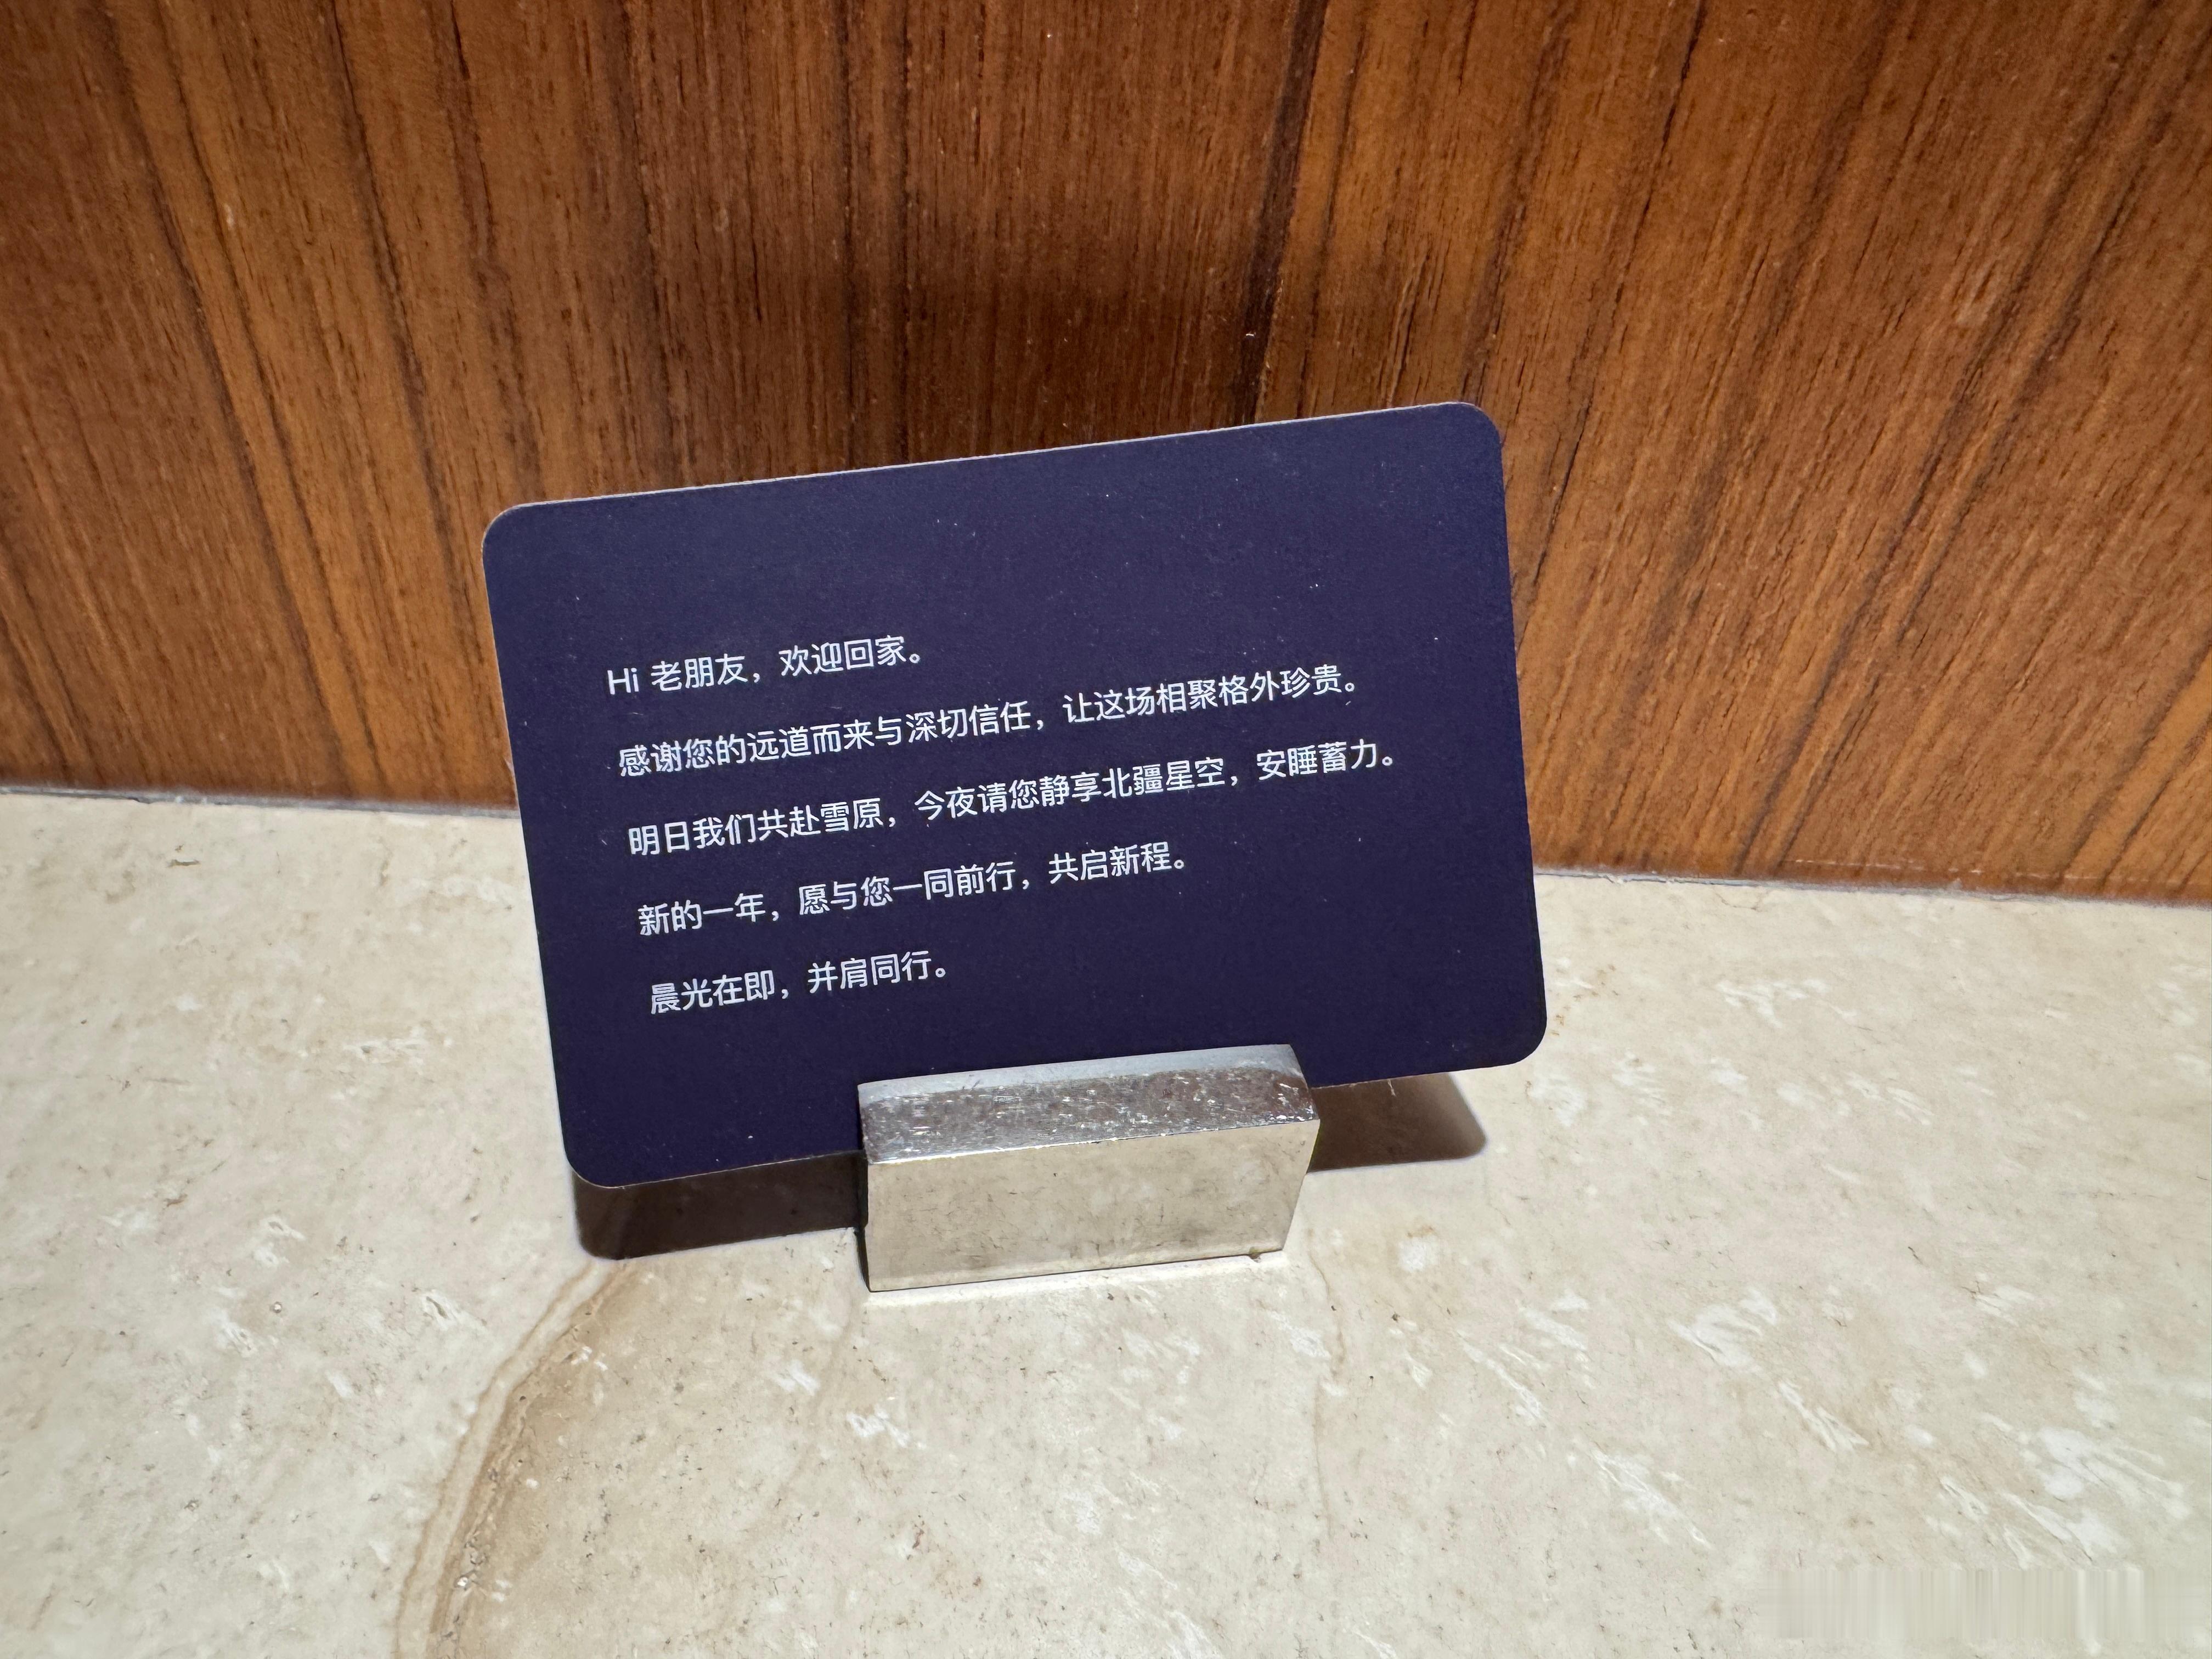 Hi 老朋友，欢迎回家。
感谢您的远道而来与深切信任，让这场相聚格外珍贵。
明日我们共赴雪原，今夜请您静享北疆星空，安睡蓄力。
新的一年，愿与您一同前行，共启新程。
晨光在即，并肩同行。